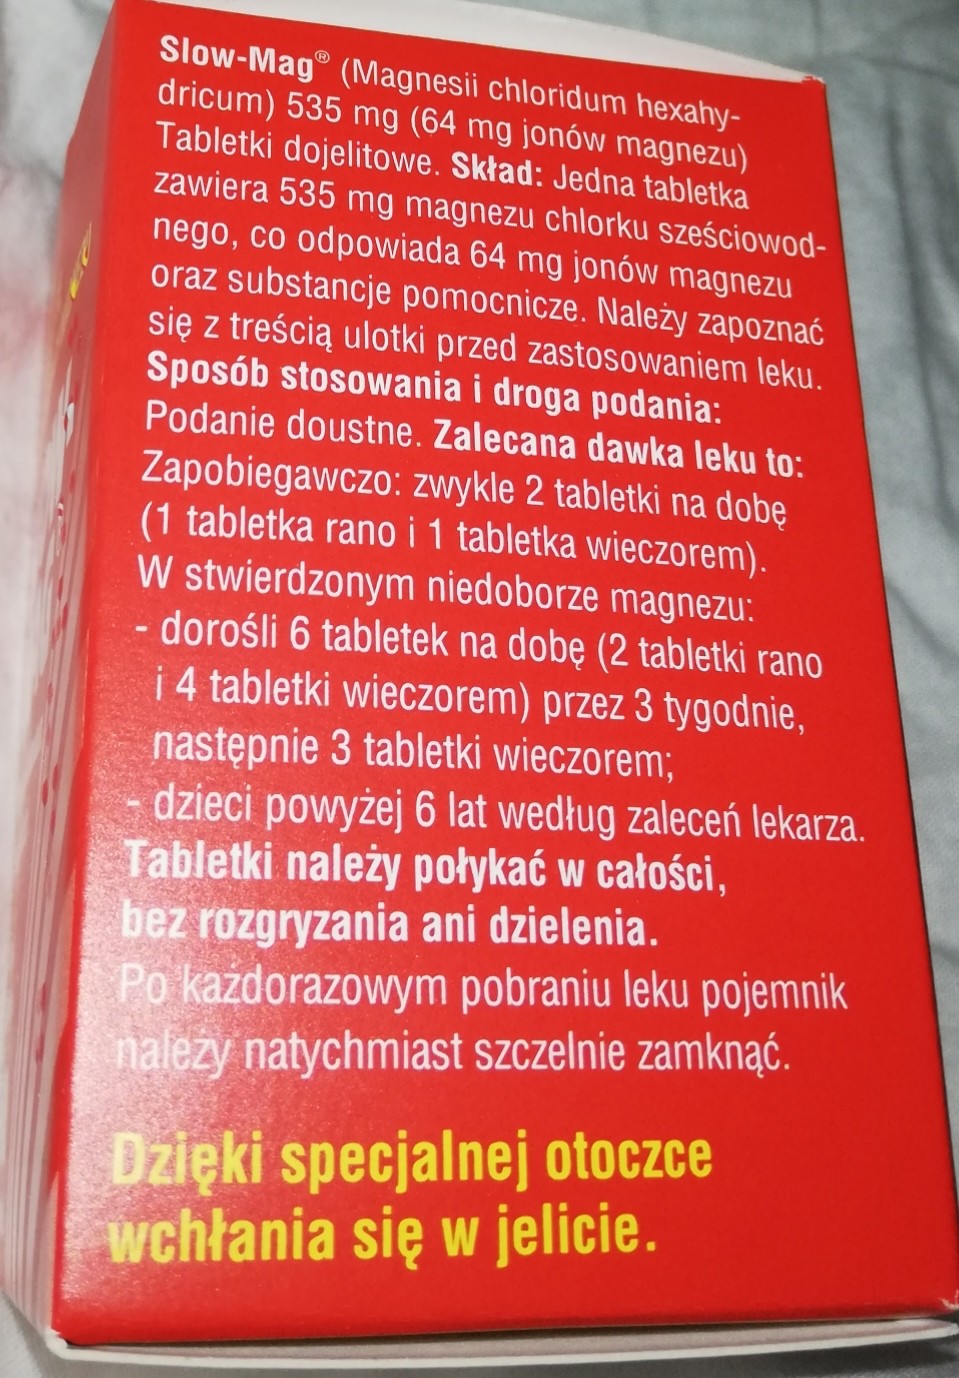 Slow-Mag® (Magnesii chloridum hexahy-
dricum) 535 mg (64 mg jonów magnezu)
Tabletki dojelitowe. Skład: Jedna tabletka
zawiera 535 mg magnezu chlorku sześciowod-
nego, co odpowiada 64 mg jonów magnezu
oraz substancje pomocnicze. Należy zapoznać
się z treścią ulotki przed zastosowaniem leku.
Sposób stosowania i droga podania:
Podanie doustne. Zalecana dawka leku to:
Zapobiegawczo: zwykle 2 tabletki na dobę
(1 tabletka rano i 1 tabletka wieczorem).
W stwierdzonym niedoborze magnezu:
- dorośli 6 tabletek na dobę (2 tabletki rano
i 4 tabletki wieczorem) przez 3 tygodnie,
następnie 3 tabletki wieczorem;
- dzieci powyżej 6 lat według zaleceń lekarza.
Tabletki należy połykać w całości,
bez rozgryzania ani dzielenia.
Po każdorazowym pobraniu leku pojemnik
należy natychmiast szczelnie zamknąć.
Dzięki specjalnej otoczce
wchłania się w jelicie.